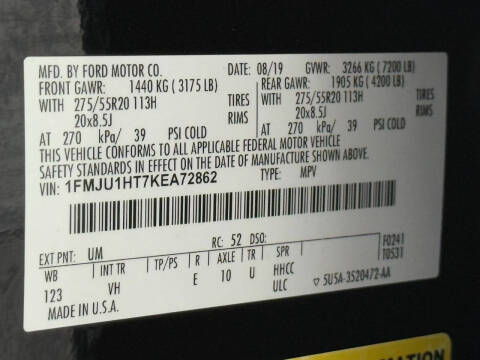 MFD. BY FORD MOTOR CO. DATE: 08/19 GVWR: 3266 KG (7200 LB)
FRONT GAWR: 1440 KG (3175 LB) REAR GAWR: 1905 KG (4200 LB)
WITH 275/55R20 113H TIRES WITH 275/55R20 113H TIRES
20x8.5J RIMS 20x8.5J RIMS
AT 270 kPa/ 39 PSI COLD AT 270 kPa/ 39 PSI COLD
THIS VEHICLE CONFORMS TO ALL APPLICABLE FEDERAL MOTOR VEHICLE
SAFETY STANDARDS IN EFFECT ON THE DATE OF MANUFACTURE SHOWN ABOVE.
VIN: 1FMJU1HT7KEA72862 TYPE: MPV
EXT PNT: UM RC: 52 DSO: F0241
WB INT TR TP/PS R AXLE TR SPR T0531
123 VH E 10 U HHCC
ULC 5U5A-3520472-AA
MADE IN U.S.A.